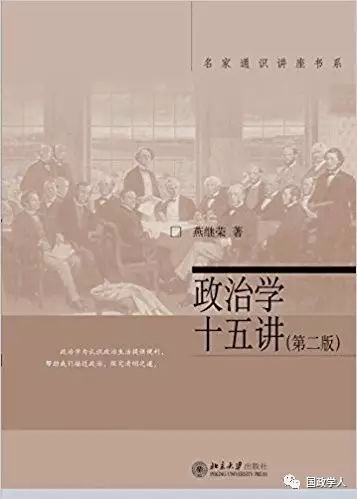 名家通识讲座书系
燕继荣 著
政治学
十五讲(第二版)
政治学为认识政治生活提供便利,
帮助我们接近政治,探究清明之道。
北京大学出版社
国政学人